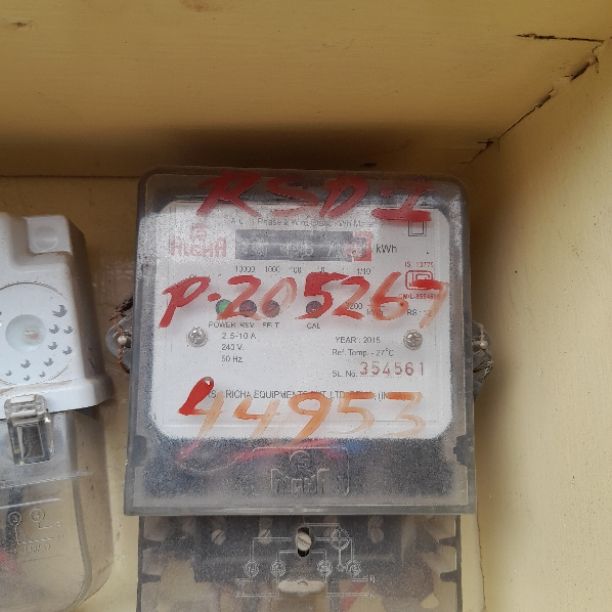 RSD-I
RICHA
kWh
10000 1000 100 1/10
IS : 13779
P-205267
POWER REV CAL
2.5-10 A
240 V.
50 Hz.
YEAR : 2015
Ref. Temp. - 27°C
SL. No. 354561
RICHA EQUIPMENTS PVT. LTD.
44953